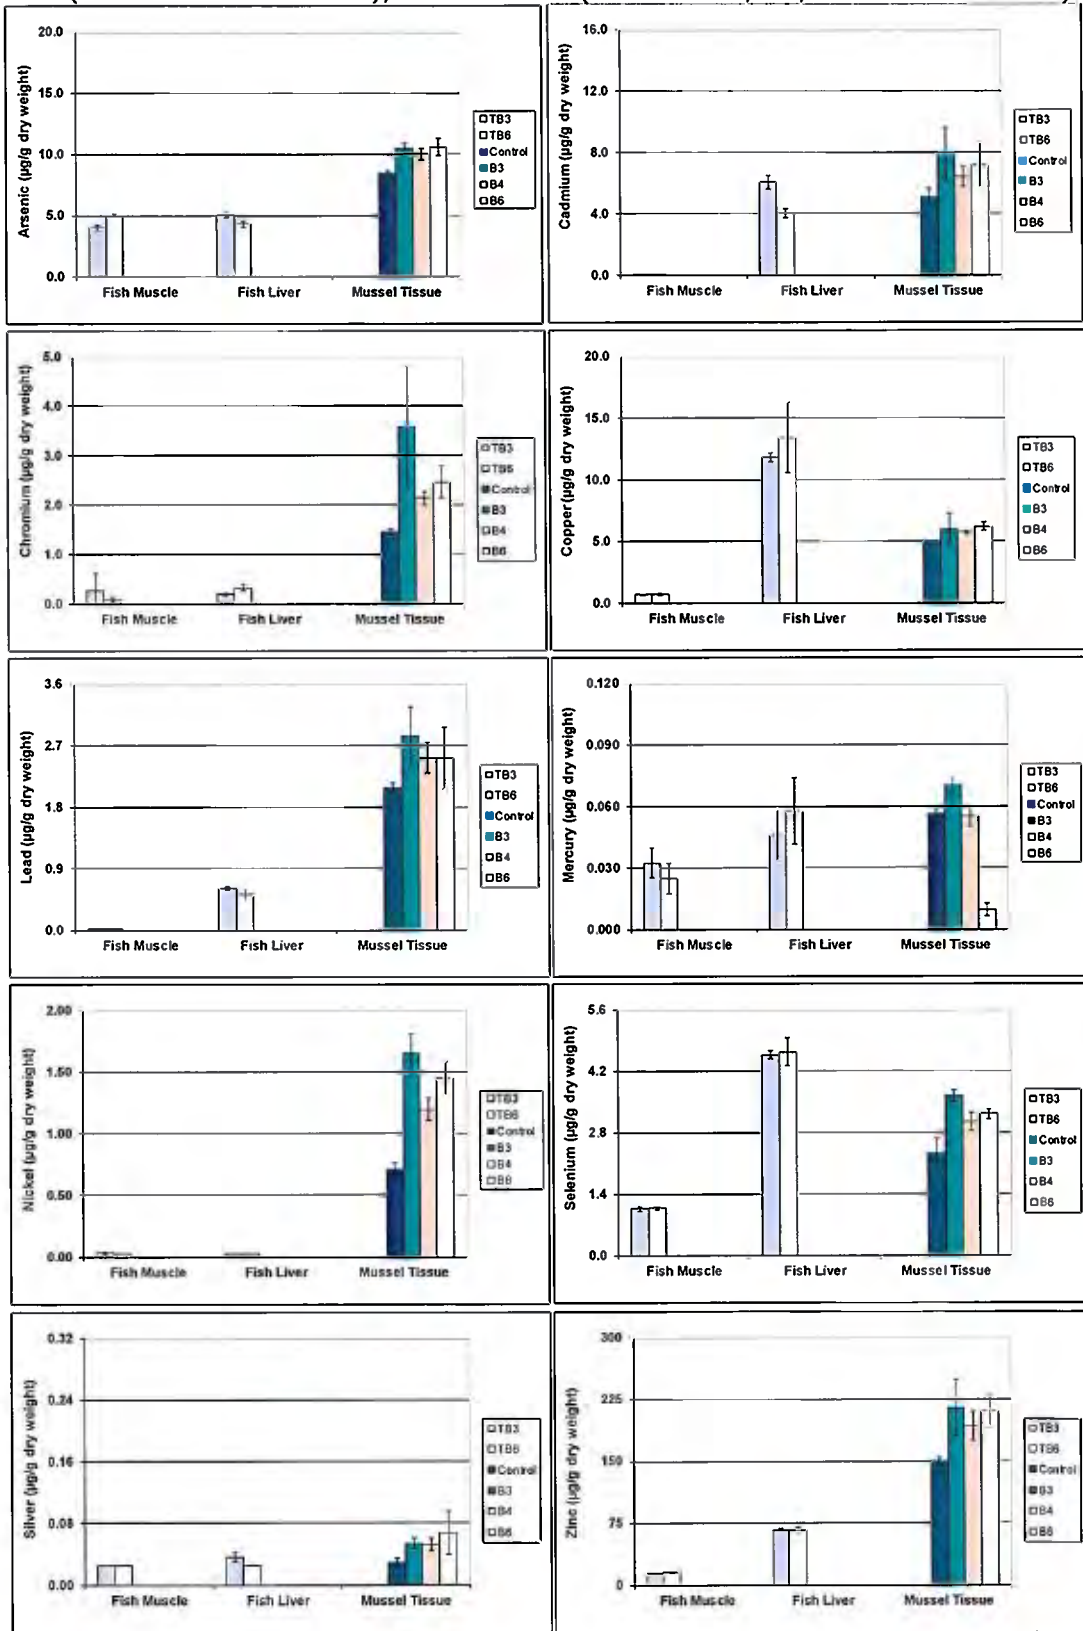 Arsenic (µg/g dry weight)
20.0
15.0
10.0
5.0
0.0
Fish Muscle Fish Liver Mussel Tissue
TB3
TB6
Control
B3
B4
B6
Cadmium (µg/g dry weight)
16.0
12.0
8.0
4.0
0.0
Fish Muscle Fish Liver Mussel Tissue
TB3
TB6
Control
B3
B4
B6
Chromium (µg/g dry weight)
5.0
4.0
3.0
2.0
1.0
0.0
Fish Muscle Fish Liver Mussel Tissue
TB3
TB6
Control
B3
B4
B6
Copper (µg/g dry weight)
20.0
15.0
10.0
5.0
0.0
Fish Muscle Fish Liver Mussel Tissue
TB3
TB6
Control
B3
B4
B6
Lead (µg/g dry weight)
3.6
2.7
1.8
0.9
0.0
Fish Muscle Fish Liver Mussel Tissue
TB3
TB6
Control
B3
B4
B6
Mercury (µg/g dry weight)
0.120
0.090
0.060
0.030
0.000
Fish Muscle Fish Liver Mussel Tissue
TB3
TB6
Control
B3
B4
B6
Nickel (µg/g dry weight)
2.00
1.50
1.00
0.50
0.00
Fish Muscle Fish Liver Mussel Tissue
TB3
TB6
Control
B3
B4
B6
Selenium (µg/g dry weight)
5.6
4.2
2.8
1.4
0.0
Fish Muscle Fish Liver Mussel Tissue
TB3
TB6
Control
B3
B4
B6
Silver (µg/g dry weight)
0.32
0.24
0.16
0.08
0.00
Fish Muscle Fish Liver Mussel Tissue
TB3
TB6
Control
B3
B4
B6
Zinc (µg/g dry weight)
300
225
150
75
0
Fish Muscle Fish Liver Mussel Tissue
TB3
TB6
Control
B3
B4
B6